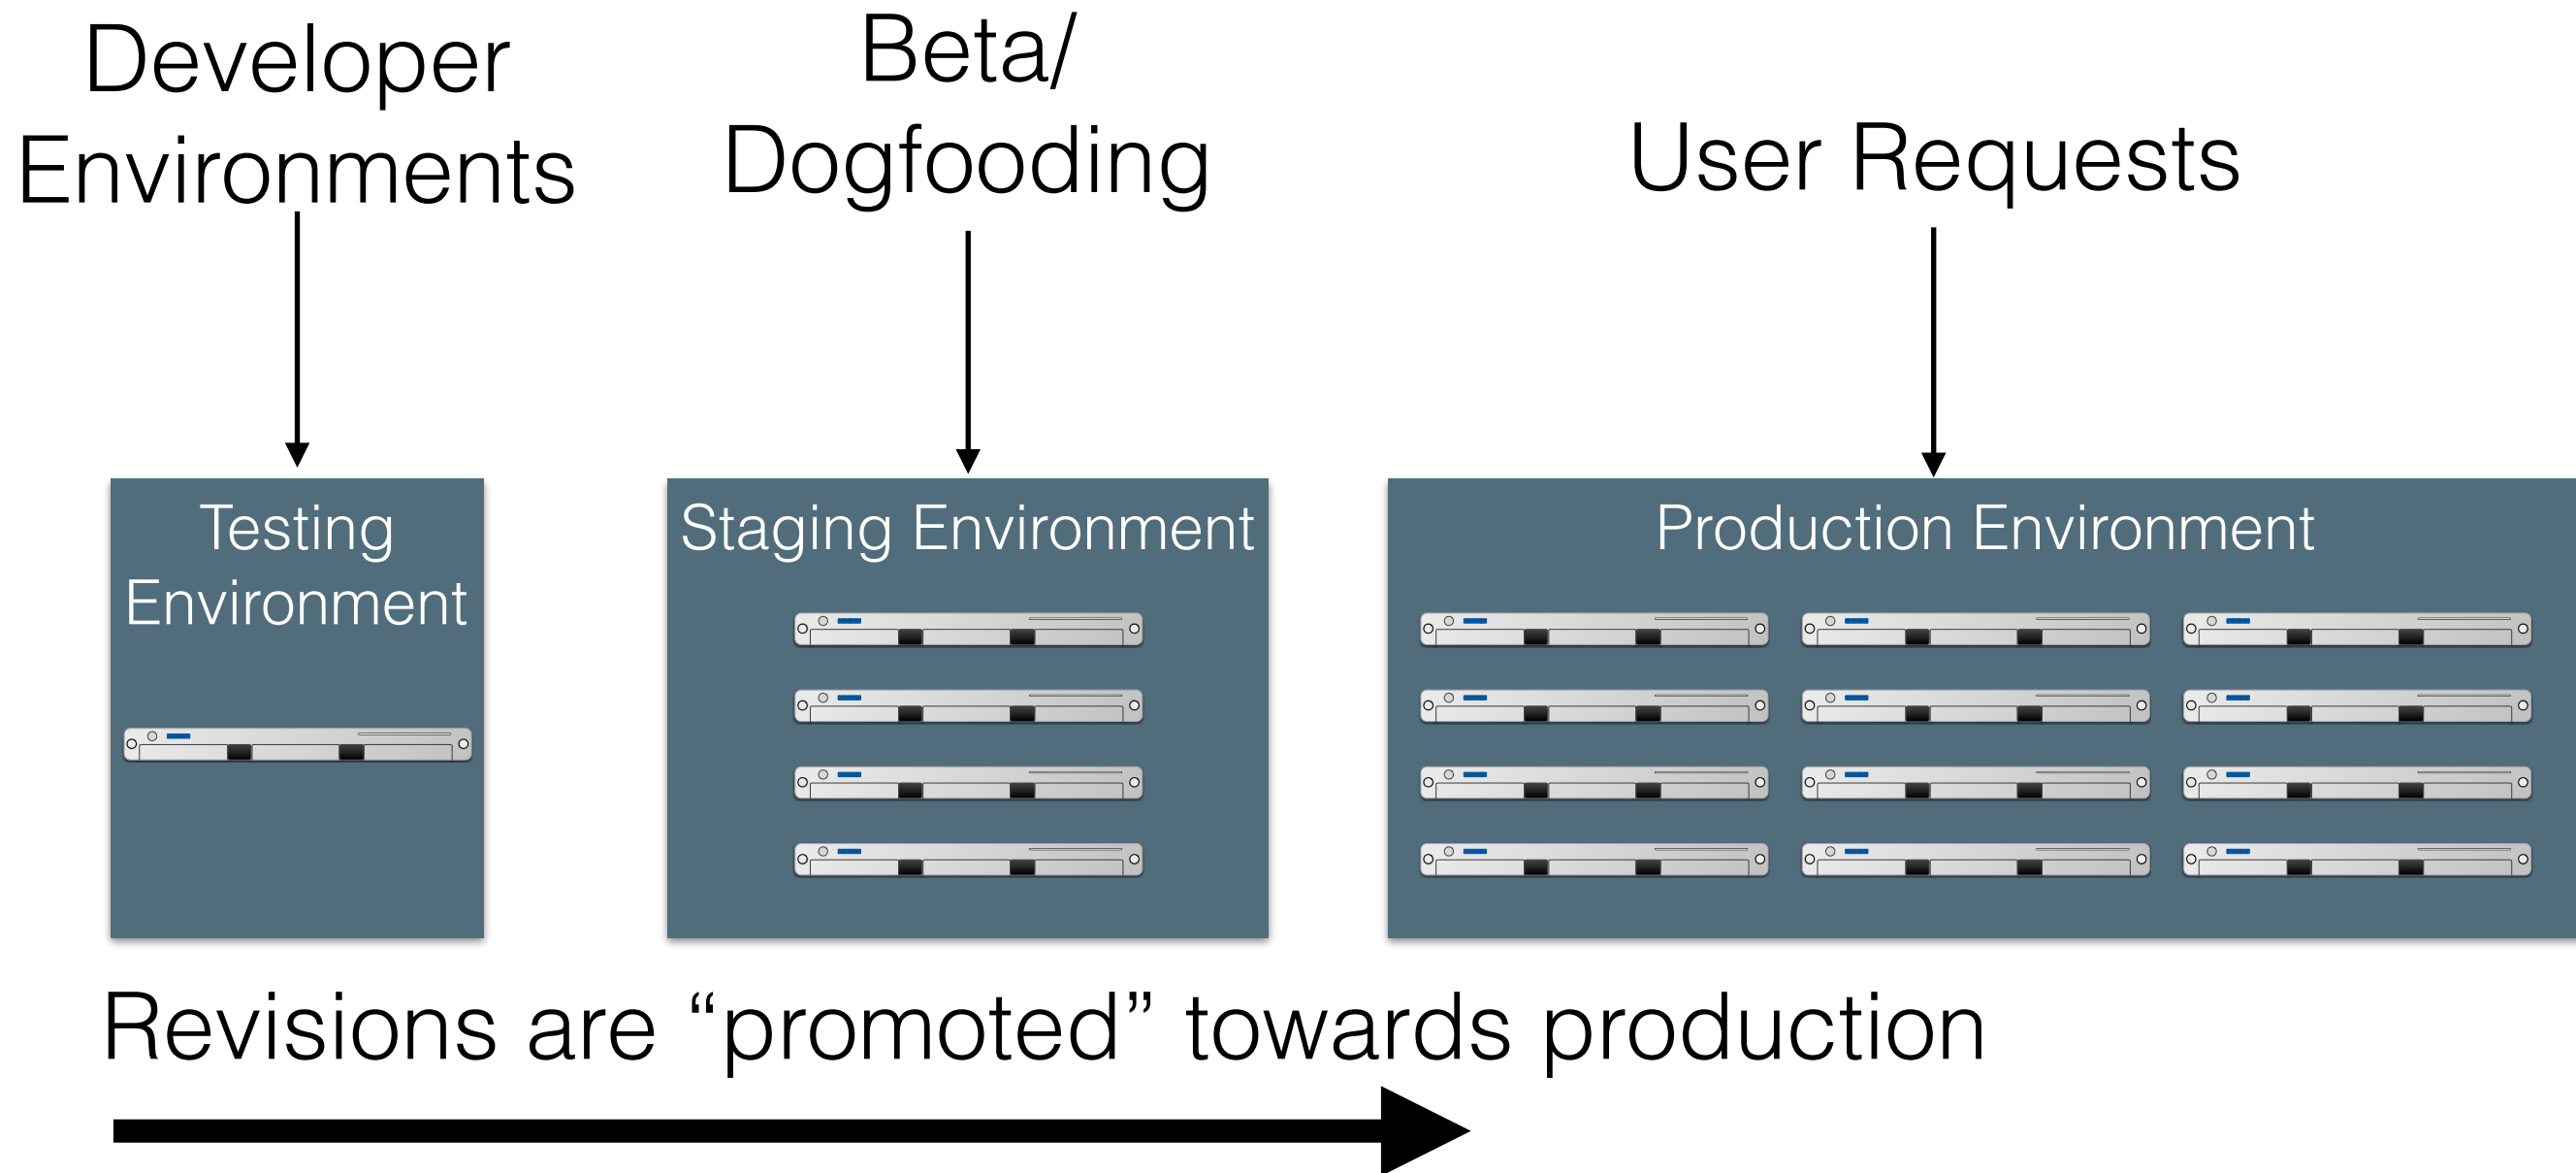 Developer
Environments
Beta/
Dogfooding
User Requests
Testing
Environment
Staging Environment
Production Environment
Revisions are “promoted” towards production